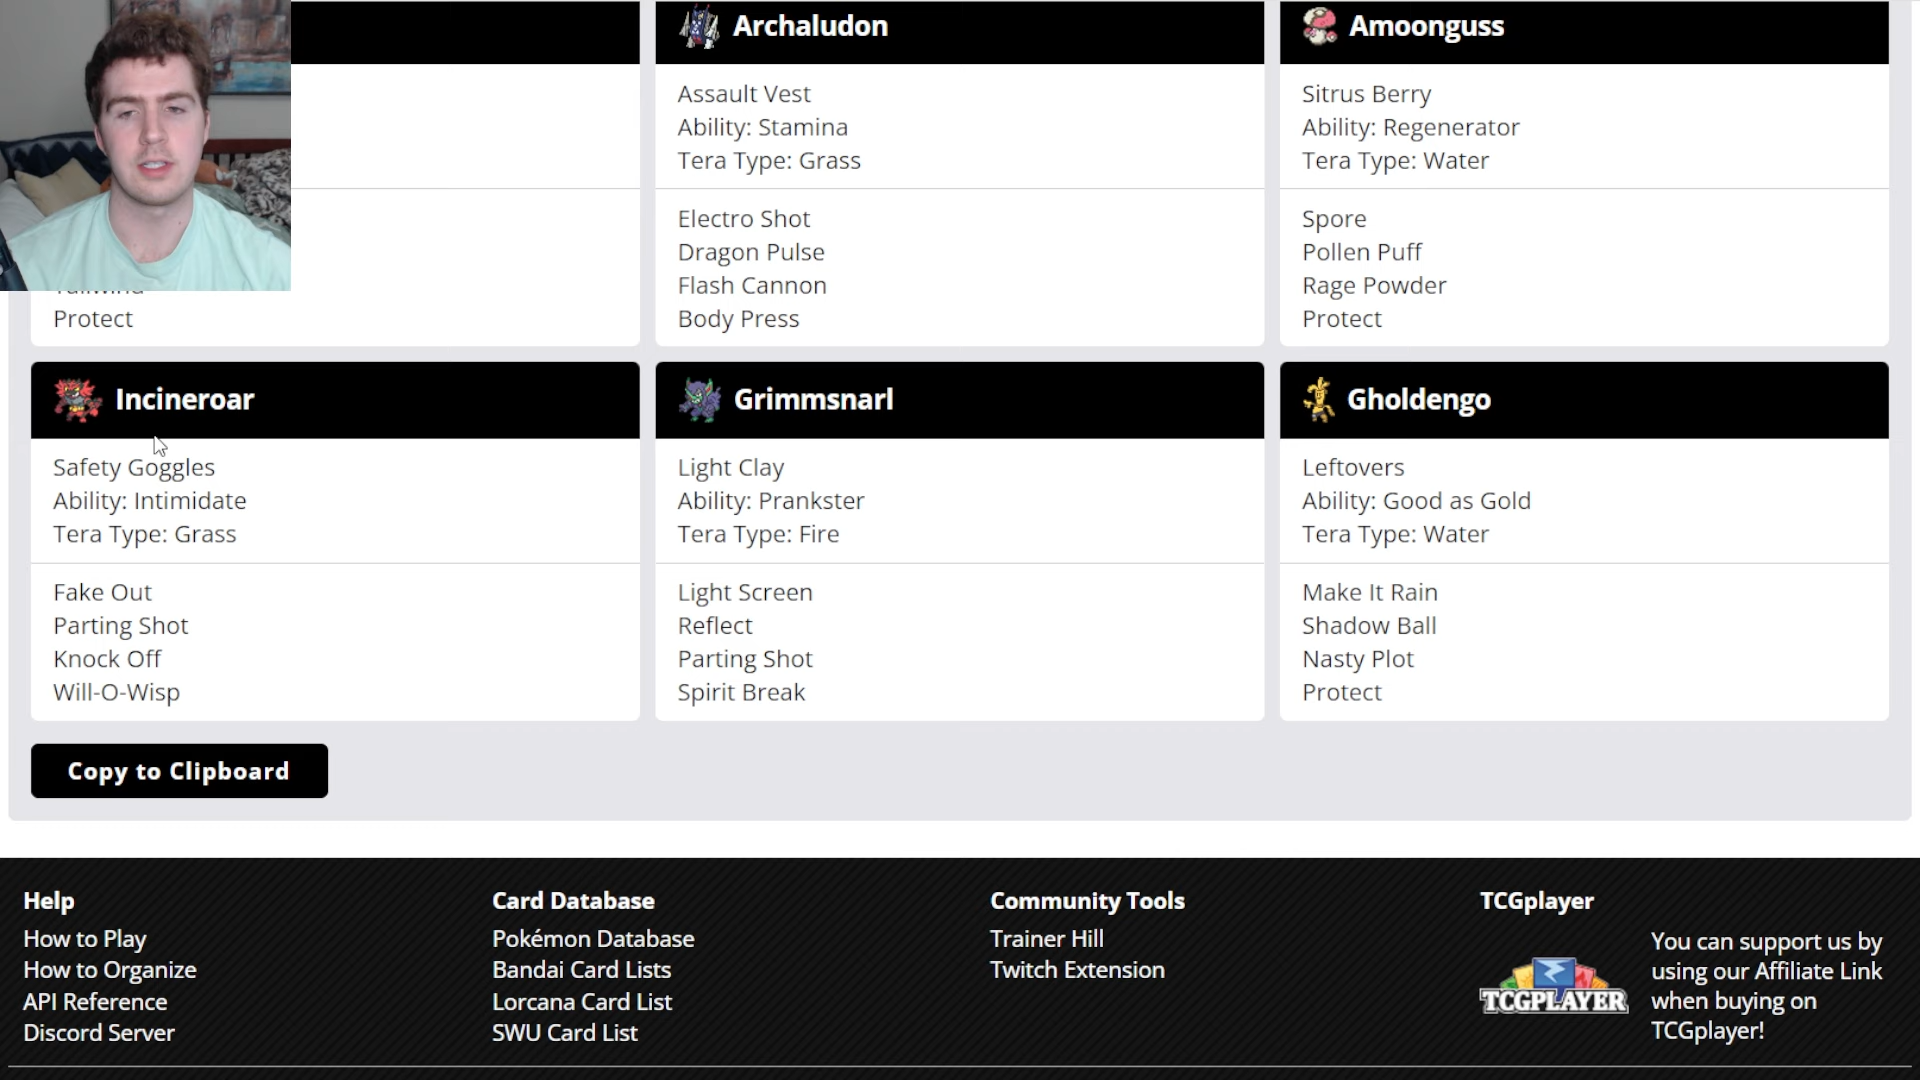 Archaludon
Assault Vest
Ability: Stamina
Tera Type: Grass
Electro Shot
Dragon Pulse
Flash Cannon
Body Press
Amoonguss
Sitrus Berry
Ability: Regenerator
Tera Type: Water
Spore
Pollen Puff
Rage Powder
Protect
Protect
Incineroar
Safety Goggles
Ability: Intimidate
Tera Type: Grass
Fake Out
Parting Shot
Knock Off
Will-O-Wisp
Grimmsnarl
Light Clay
Ability: Prankster
Tera Type: Fire
Light Screen
Reflect
Parting Shot
Spirit Break
Gholdengo
Leftovers
Ability: Good as Gold
Tera Type: Water
Make It Rain
Shadow Ball
Nasty Plot
Protect
Copy to Clipboard
Help
How to Play
How to Organize
API Reference
Discord Server
Card Database
Pokémon Database
Bandai Card Lists
Lorcana Card List
SWU Card List
Community Tools
Trainer Hill
Twitch Extension
TCGplayer
TCGPLAYER
You can support us by
using our Affiliate Link
when buying on
TCGplayer!